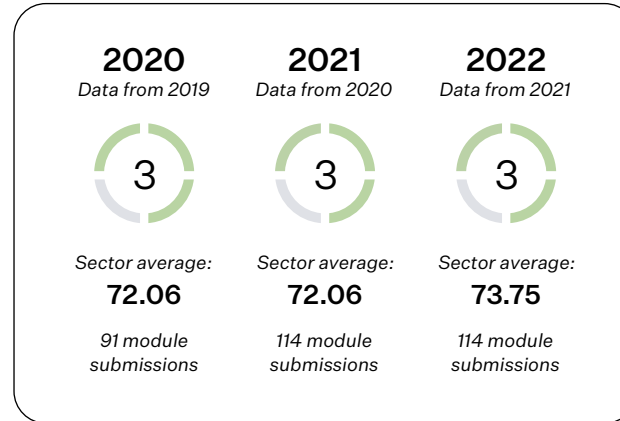 2020
Data from 2019
3
Sector average:
72.06
91 module
submissions
2021
Data from 2020
3
Sector average:
72.06
114 module
submissions
2022
Data from 2021
3
Sector average:
73.75
114 module
submissions